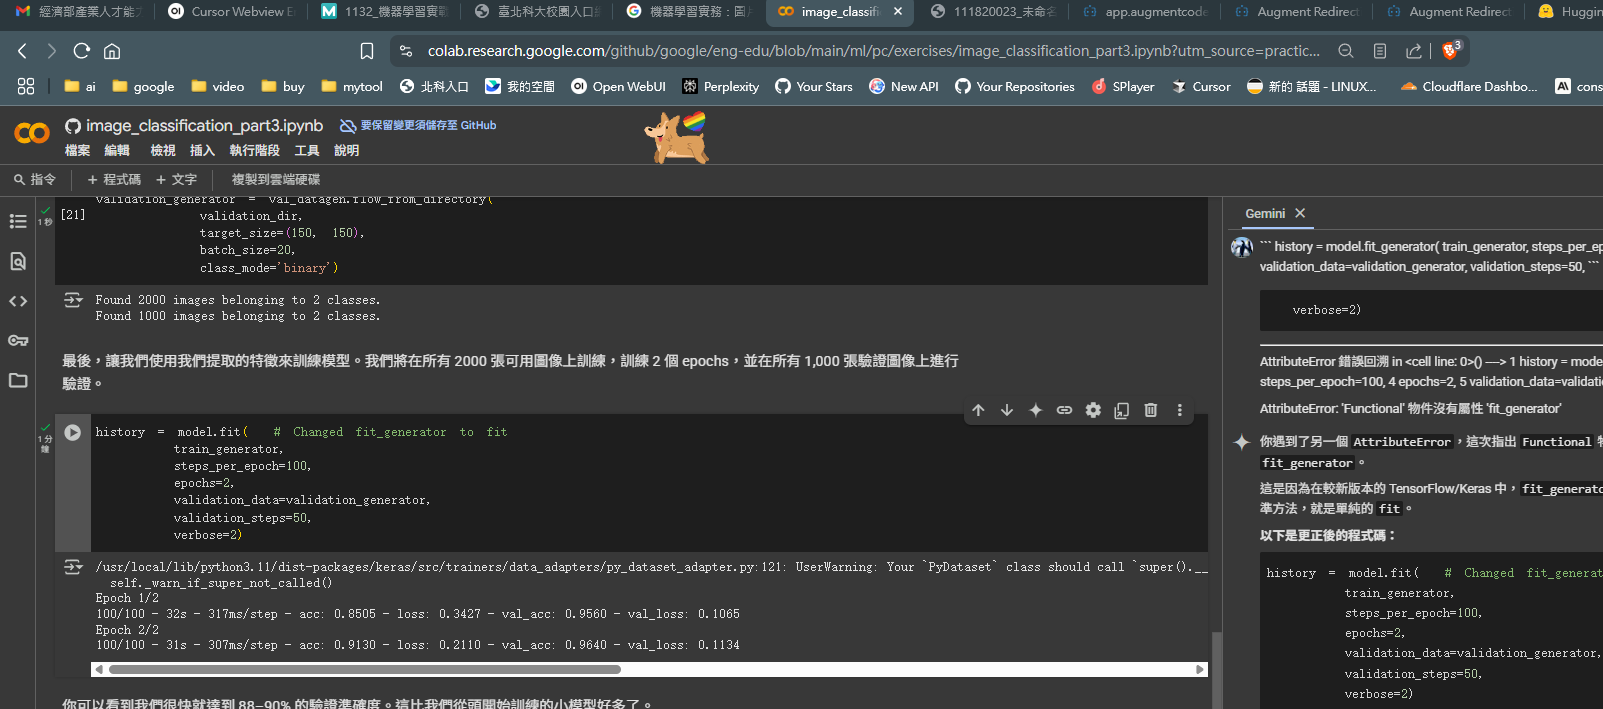 經濟部產業人才能
Cursor Webview E
1132_機器學習實
臺北科大校園入口
機器學習實務：圖
image_classifi
111820023_未命名
app.augmentcode
Augment Redirect
Augment Redirect
Huggin
colab.research.google.com/github/google/eng-edu/blob/main/ml/pc/exercises/image_classification_part3.ipynb?utm_source=practic...
3
ai
google
video
buy
mytool
北科入口
我的空間
Open WebUI
Perplexity
Your Stars
New API
Your Repositories
SPlayer
Cursor
新的 話題 - LINUX...
Cloudflare Dashbo...
cons
image_classification_part3.ipynb
要保留變更須儲存至 GitHub
檔案 編輯 檢視 插入 執行階段 工具 說明
指令
+ 程式碼 + 文字
複製到雲端硬碟
validation_generator = val_datagen.flow_from_directory(
1 秒
[21]
validation_dir,
target_size=(150, 150),
batch_size=20,
class_mode='binary')
Found 2000 images belonging to 2 classes.
Found 1000 images belonging to 2 classes.
最後，讓我們使用我們提取的特徵來訓練模型。我們將在所有 2000 張可用圖像上訓練，訓練 2 個 epochs，並在所有 1,000 張驗證圖像上進行
驗證。
1 分
鐘
history = model.fit( # Changed fit_generator to fit
train_generator,
steps_per_epoch=100,
epochs=2,
validation_data=validation_generator,
validation_steps=50,
verbose=2)
/usr/local/lib/python3.11/dist-packages/keras/src/trainers/data_adapters/py_dataset_adapter.py:121: UserWarning: Your `PyDataset` class should call `super().__
self._warn_if_super_not_called()
Epoch 1/2
100/100 - 32s - 317ms/step - acc: 0.8505 - loss: 0.3427 - val_acc: 0.9560 - val_loss: 0.1065
Epoch 2/2
100/100 - 31s - 307ms/step - acc: 0.9130 - loss: 0.2110 - val_acc: 0.9640 - val_loss: 0.1134
你可以看到我們很快就達到 88–90% 的驗證準確度。這比我們從頭開始訓練的小模型好多了。
Gemini
``` history = model.fit_generator( train_generator, steps_per_ep
validation_data=validation_generator, validation_steps=50, ```
verbose=2)
AttributeError 錯誤回溯 in <cell line: 0>() ----> 1 history = mode
steps_per_epoch=100, 4 epochs=2, 5 validation_data=validati
AttributeError: 'Functional' 物件沒有屬性 'fit_generator'
你遇到了另一個 AttributeError，這次指出 Functional
fit_generator。
這是因為在較新版本的 TensorFlow/Keras 中，fit_generato
準方法，就是單純的 fit。
以下是更正後的程式碼：
history = model.fit( # Changed fit_generat
train_generator,
steps_per_epoch=100,
epochs=2,
validation_data=validation_generator,
validation_steps=50,
verbose=2)